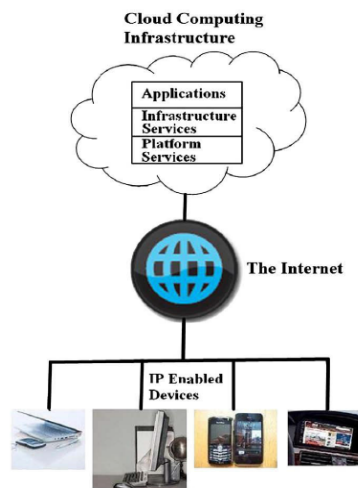 Cloud Computing
Infrastructure
Applications
Infrastructure
Services
Platform
Services
The Internet
IP Enabled
Devices